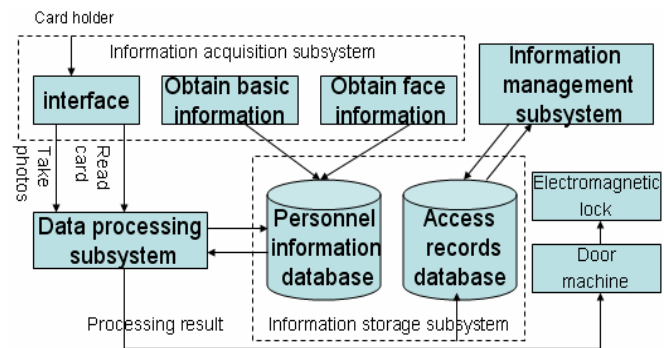 Card holder
Information acquisition subsystem
interface
Obtain basic
information
Obtain face
information
Information
management
subsystem
Take
photos
Read
card
Electromagnetic
lock
Data processing
subsystem
Personnel
information
database
Access
records
database
Door
machine
Processing result
Information storage subsystem